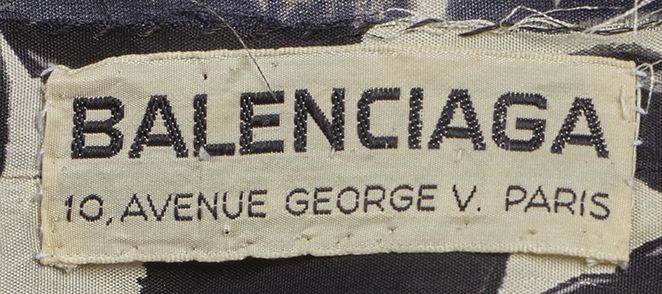 BALENCIAGA
10, AVENUE GEORGE V. PARIS